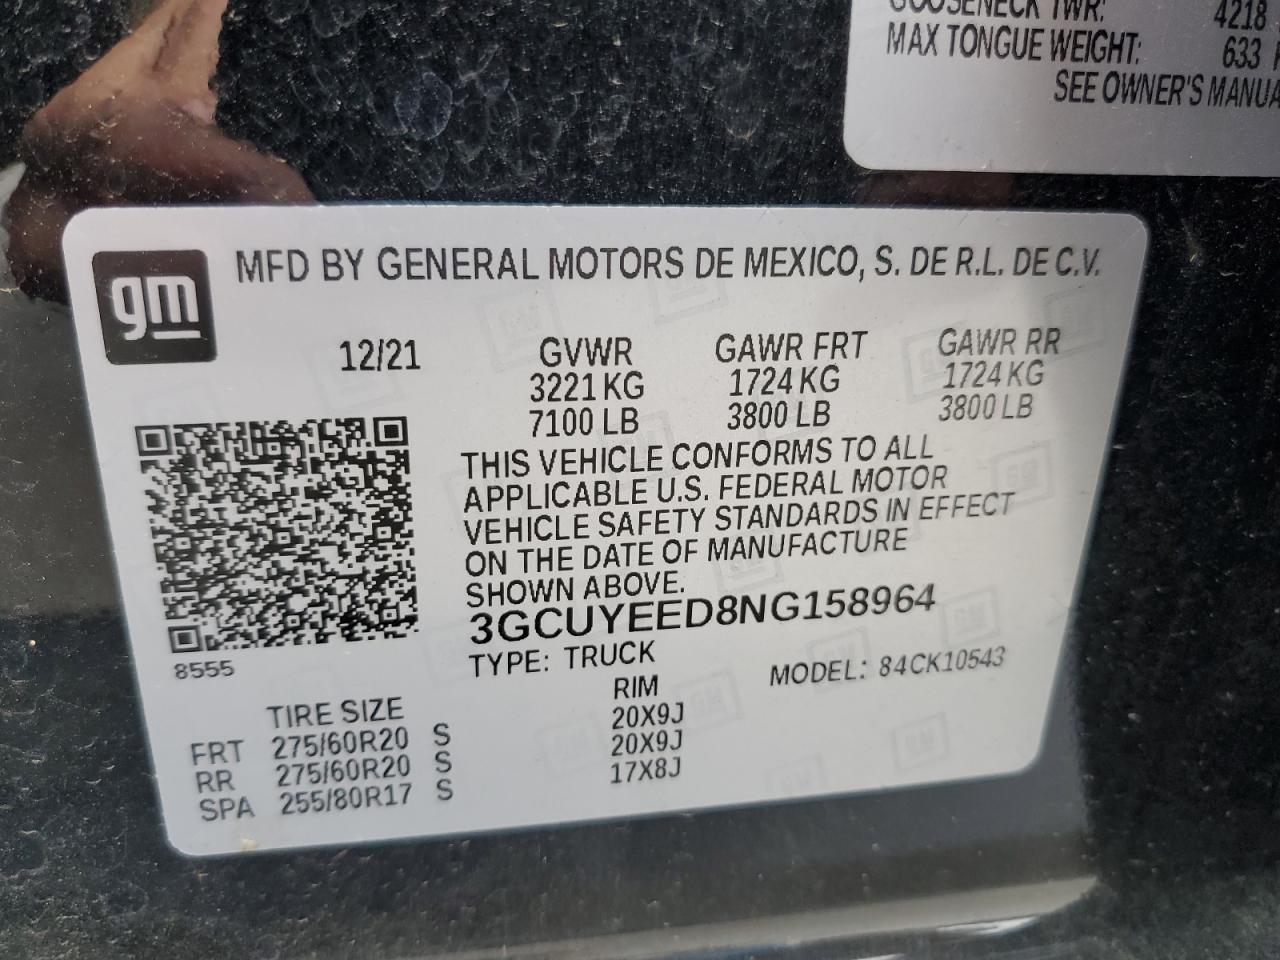 GOOSENECK TWR: 4218
MAX TONGUE WEIGHT: 633
SEE OWNER'S
gm
MFD BY GENERAL MOTORS DE MEXICO, S. DE R.L. DE C.V.
12/21 GVWR GAWR FRT GAWR RR
3221 KG 1724 KG 1724 KG
7100 LB 3800 LB 3800 LB
THIS VEHICLE CONFORMS TO ALL
APPLICABLE U.S. FEDERAL MOTOR
VEHICLE SAFETY STANDARDS IN EFFECT
ON THE DATE OF MANUFACTURE
SHOWN ABOVE.
3GCUYEED8NG158964
8555
TYPE: TRUCK MODEL: 84CK10543
TIRE SIZE RIM
FRT 275/60R20 S 20X9J
RR 275/60R20 S 20X9J
SPA 255/80R17 S 17X8J